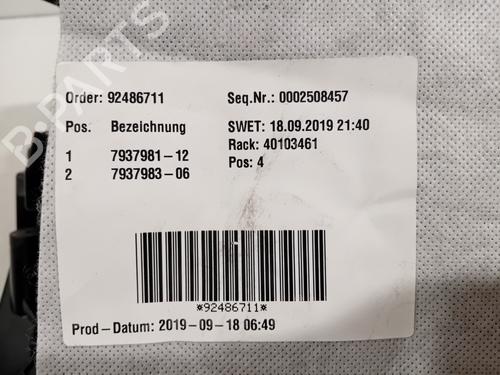 Order: 92486711 Seq.Nr.: 0002508457
Pos. Bezeichnung SWET: 18.09.2019 21:40
Rack: 40103461
1 7937981-12
Pos: 4
2 7937983-06
*92486711*
Prod-Datum: 2019-09-18 06:49
B-PARTS